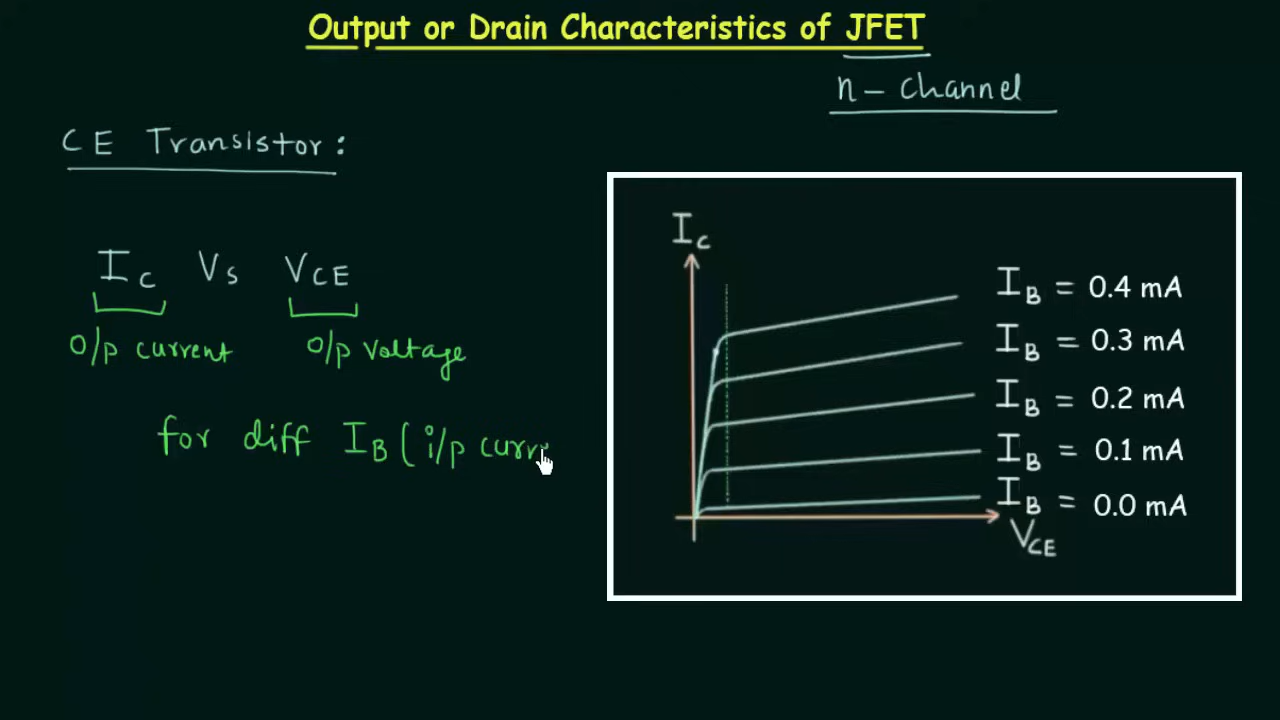 Output or Drain Characteristics of JFET
n - channel
CE Transistor:
IC Vs VCE
O/p current O/p Voltage
for diff IB (i/p curr
IC
IB = 0.4 mA
IB = 0.3 mA
IB = 0.2 mA
IB = 0.1 mA
IB = 0.0 mA
VCE